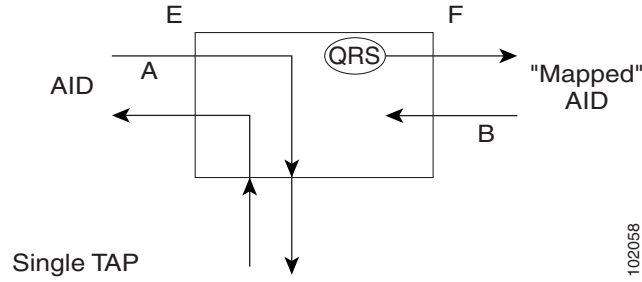 E
F
A
QRS
AID
"Mapped"
AID
B
Single TAP
102058